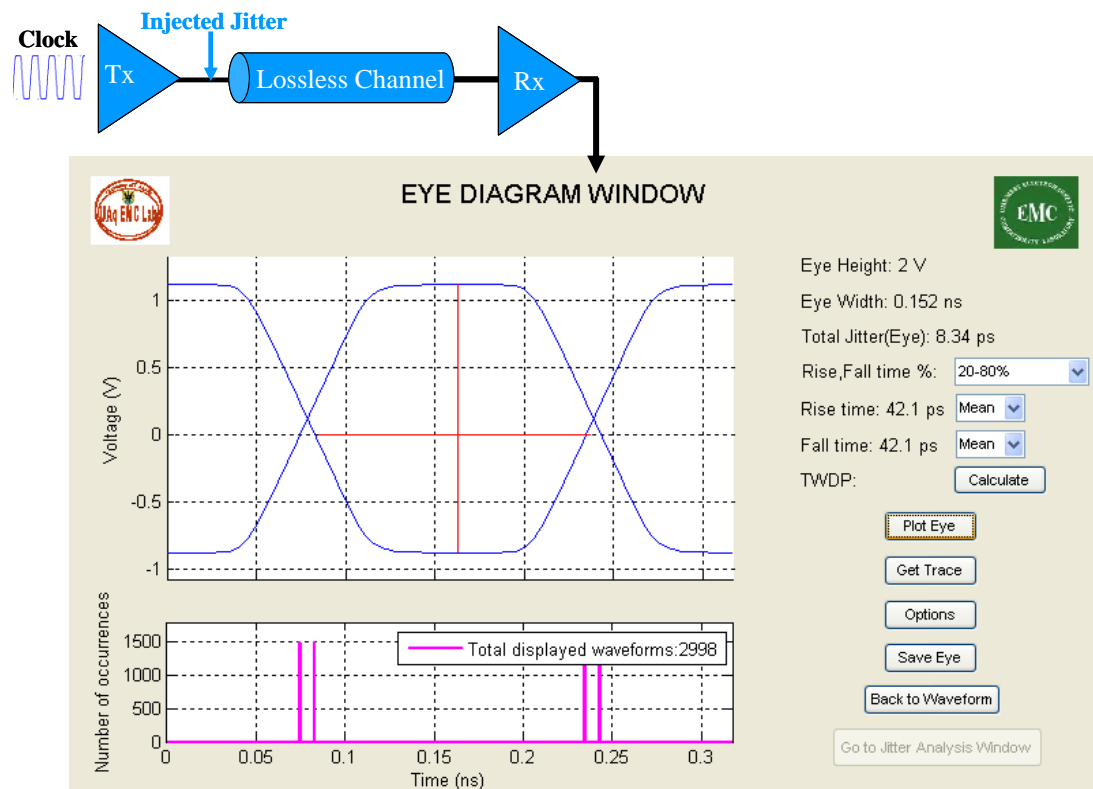 Injected Jitter
Clock
Tx
Lossless Channel
Rx
UAq EMC Lab
EYE DIAGRAM WINDOW
EMC
Eye Height: 2 V
Eye Width: 0.152 ns
Total Jitter(Eye): 8.34 ps
Rise,Fall time %: 20-80%
Rise time: 42.1 ps Mean
Fall time: 42.1 ps Mean
TWDP: Calculate
Plot Eye
Get Trace
Options
Save Eye
Back to Waveform
Go to Jitter Analysis Window
Voltage (V)
1
0.5
0
-0.5
-1
Number of occurrences
1500
1000
500
0
Total displayed waveforms:2998
0 0.05 0.1 0.15 0.2 0.25 0.3
Time (ns)